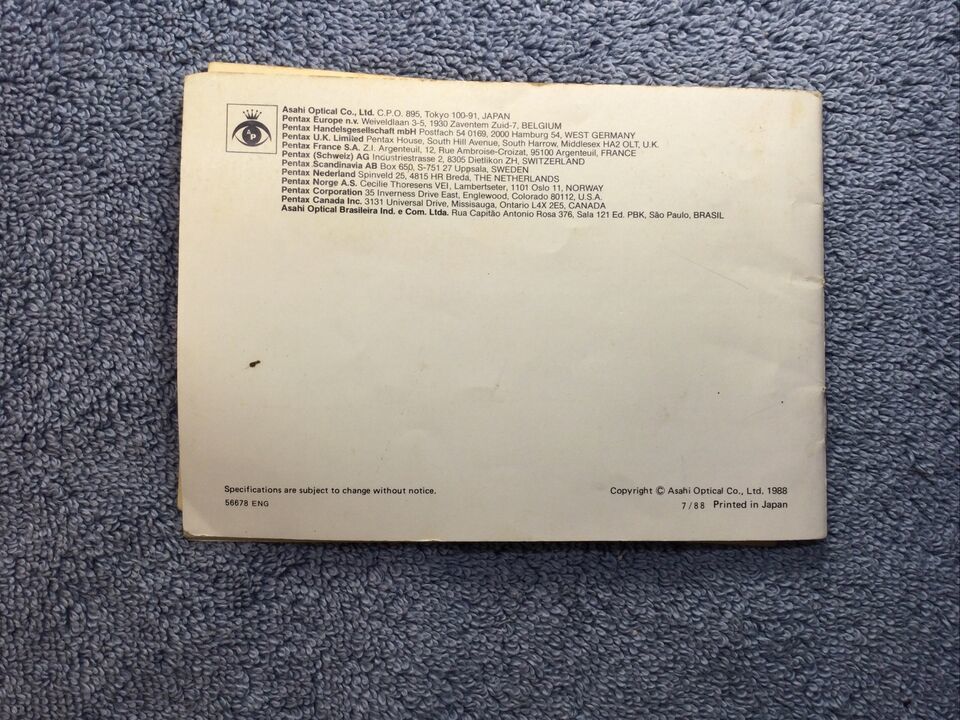 AP
Asahi Optical Co., Ltd. C.P.O. 895, Tokyo 100-91, JAPAN
Pentax Europe n.v. Weiveldlaan 3-5, 1930 Zaventem Zuid-7, BELGIUM
Pentax Handelsgesellschaft mbH Postfach 54 0169, 2000 Hamburg 54, WEST GERMANY
Pentax U.K. Limited Pentax House, South Hill Avenue, South Harrow, Middlesex HA2 OLT, U.K.
Pentax France S.A. Z.I. Argenteuil, 12, Rue Ambroise-Croizat, 95100 Argenteuil, FRANCE
Pentax (Schweiz) AG Industriestrasse 2, 8305 Dietlikon ZH, SWITZERLAND
Pentax Scandinavia AB Box 650, S-751 27 Uppsala, SWEDEN
Pentax Nederland Spinveld 25, 4815 HR Breda, THE NETHERLANDS
Pentax Norge A.S. Cecilie Thoresens VEI, Lambertseter, 1101 Oslo 11, NORWAY
Pentax Corporation 35 Inverness Drive East, Englewood, Colorado 80112, U.S.A.
Pentax Canada Inc. 3131 Universal Drive, Missisauga, Ontario L4X 2E5, CANADA
Asahi Optical Brasileira Ind. e Com. Ltda. Rua Capitão Antonio Rosa 376, Sala 121 Ed. PBK, São Paulo, BRASIL
Specifications are subject to change without notice.
56678 ENG
Copyright © Asahi Optical Co., Ltd. 1988
7/88 Printed in Japan